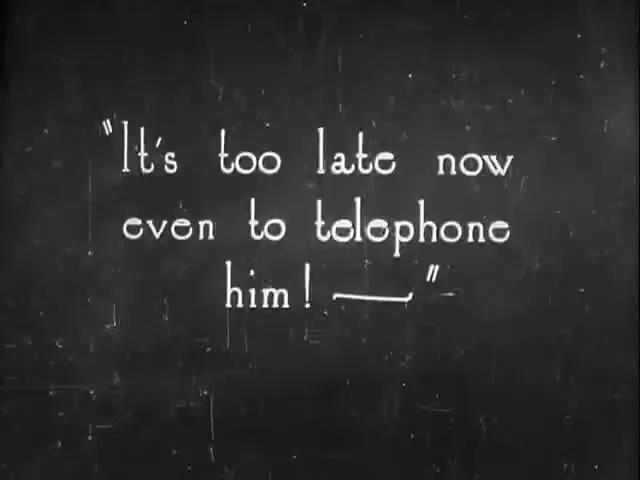 "It's too late now
even to telephone
him! —"